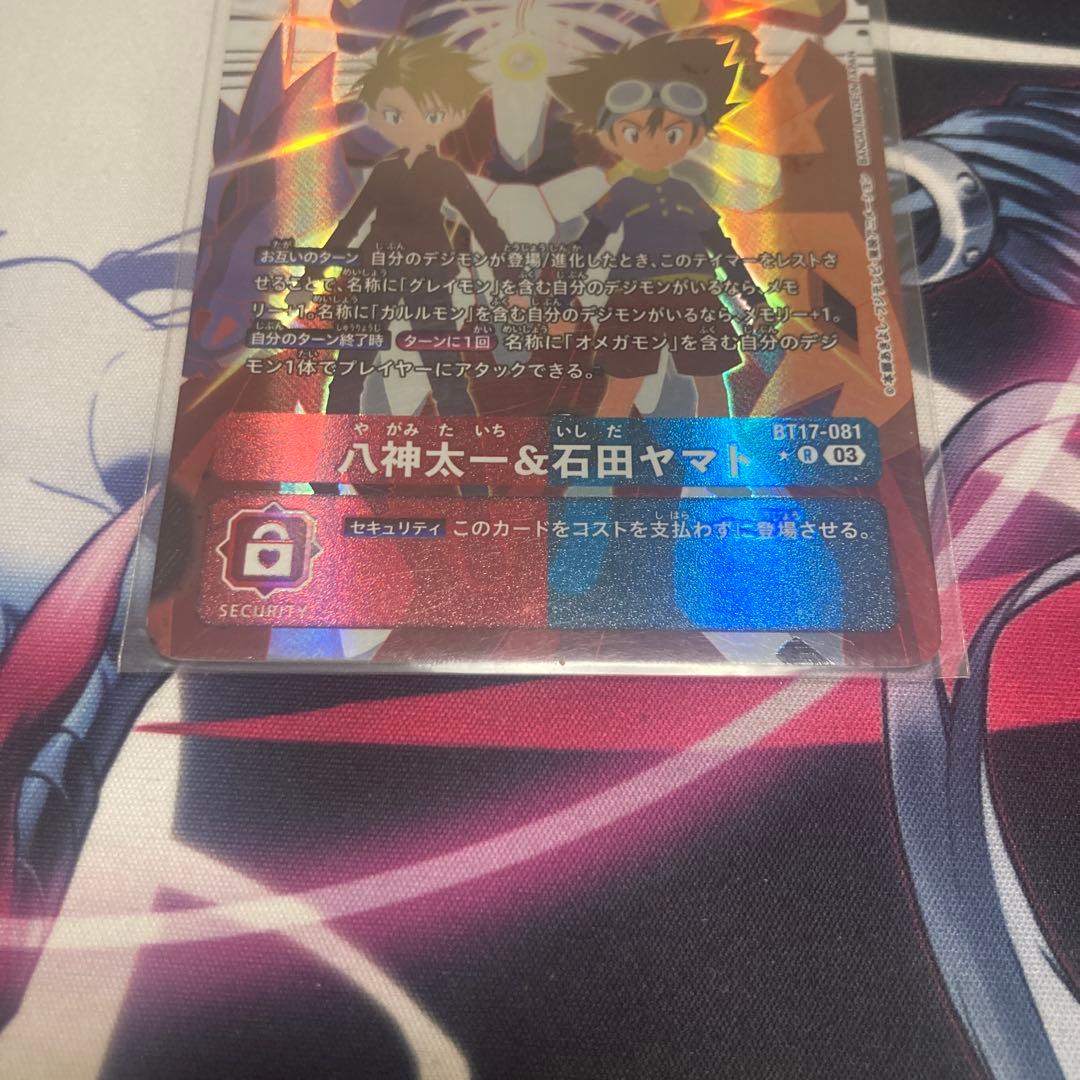 お互いのターン 自分のデジモンが登場/進化したとき、このテイマーをレストさ
せることで、名称に「グレイモン」を含む自分のデジモンがいるなら、メモ
リー+1。名称に「ガルルモン」を含む自分のデジモンがいるなら、メモリー+1。
自分のターン終了時 ターンに1回 名称に「オメガモン」を含む自分のデジ
モン1体でプレイヤーにアタックできる。
BT17-081
やがみ たいち いしだ
八神太一&石田ヤマト
R 03
セキュリティ このカードをコストを支払わずに登場させる。
SECURITY